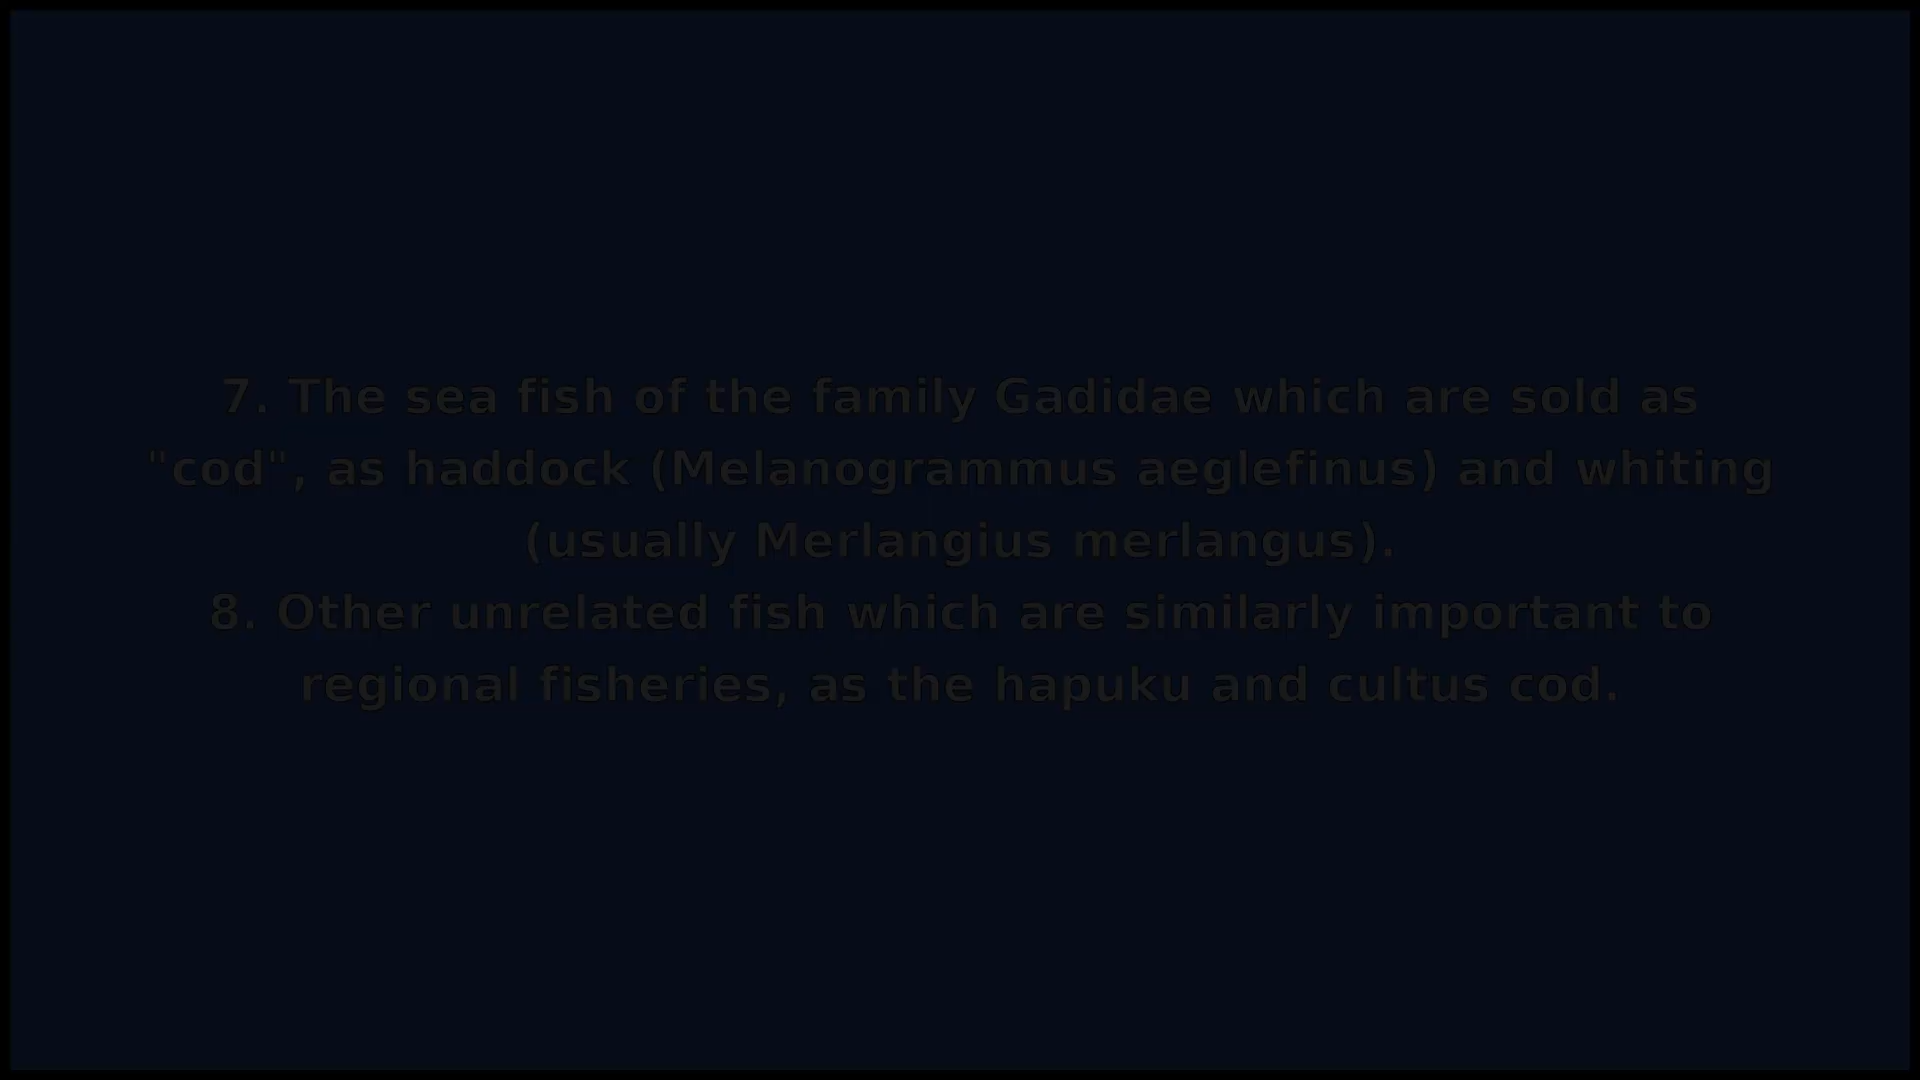 7. The sea fish of the family Gadidae which are sold as
"cod", as haddock (Melanogrammus aeglefinus) and whiting
(usually Merlangius merlangus).
8. Other unrelated fish which are similarly important to
regional fisheries, as the hapuku and cultus cod.